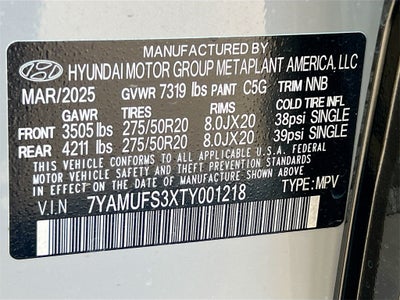 MANUFACTURED BY
HYUNDAI MOTOR GROUP METAPLANT AMERICA, LLC
MAR/2025 GVWR 7319 lbs PAINT C5G TRIM NNB
GAWR TIRES RIMS COLD TIRE INFL
FRONT 3505 lbs 275/50R20 8.0JX20 38psi SINGLE
REAR 4211 lbs 275/50R20 8.0JX20 39psi SINGLE
THIS VEHICLE CONFORMS TO ALL APPLICABLE U.S.A. FEDERAL
MOTOR VEHICLE SAFETY STANDARDS IN EFFECT ON THE
DATE OF MANUFACTURE SHOWN ABOVE.
V.I.N 7YAMUFS3XTY001218 TYPE: MPV